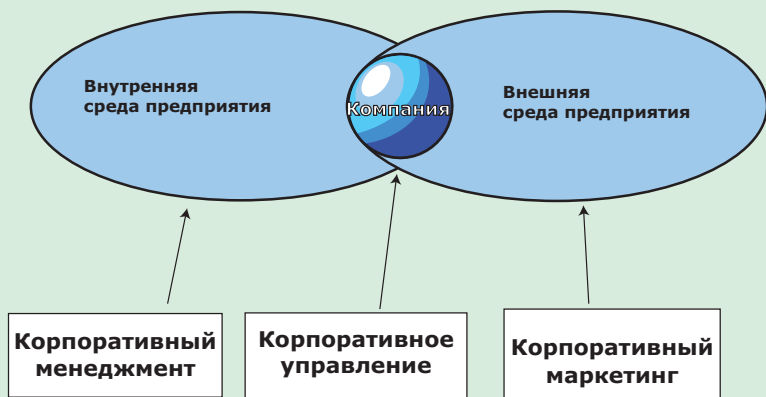 Внутренняя
среда предприятия
Компания
Внешняя
среда предприятия
Корпоративный
менеджмент
Корпоративное
управление
Корпоративный
маркетинг